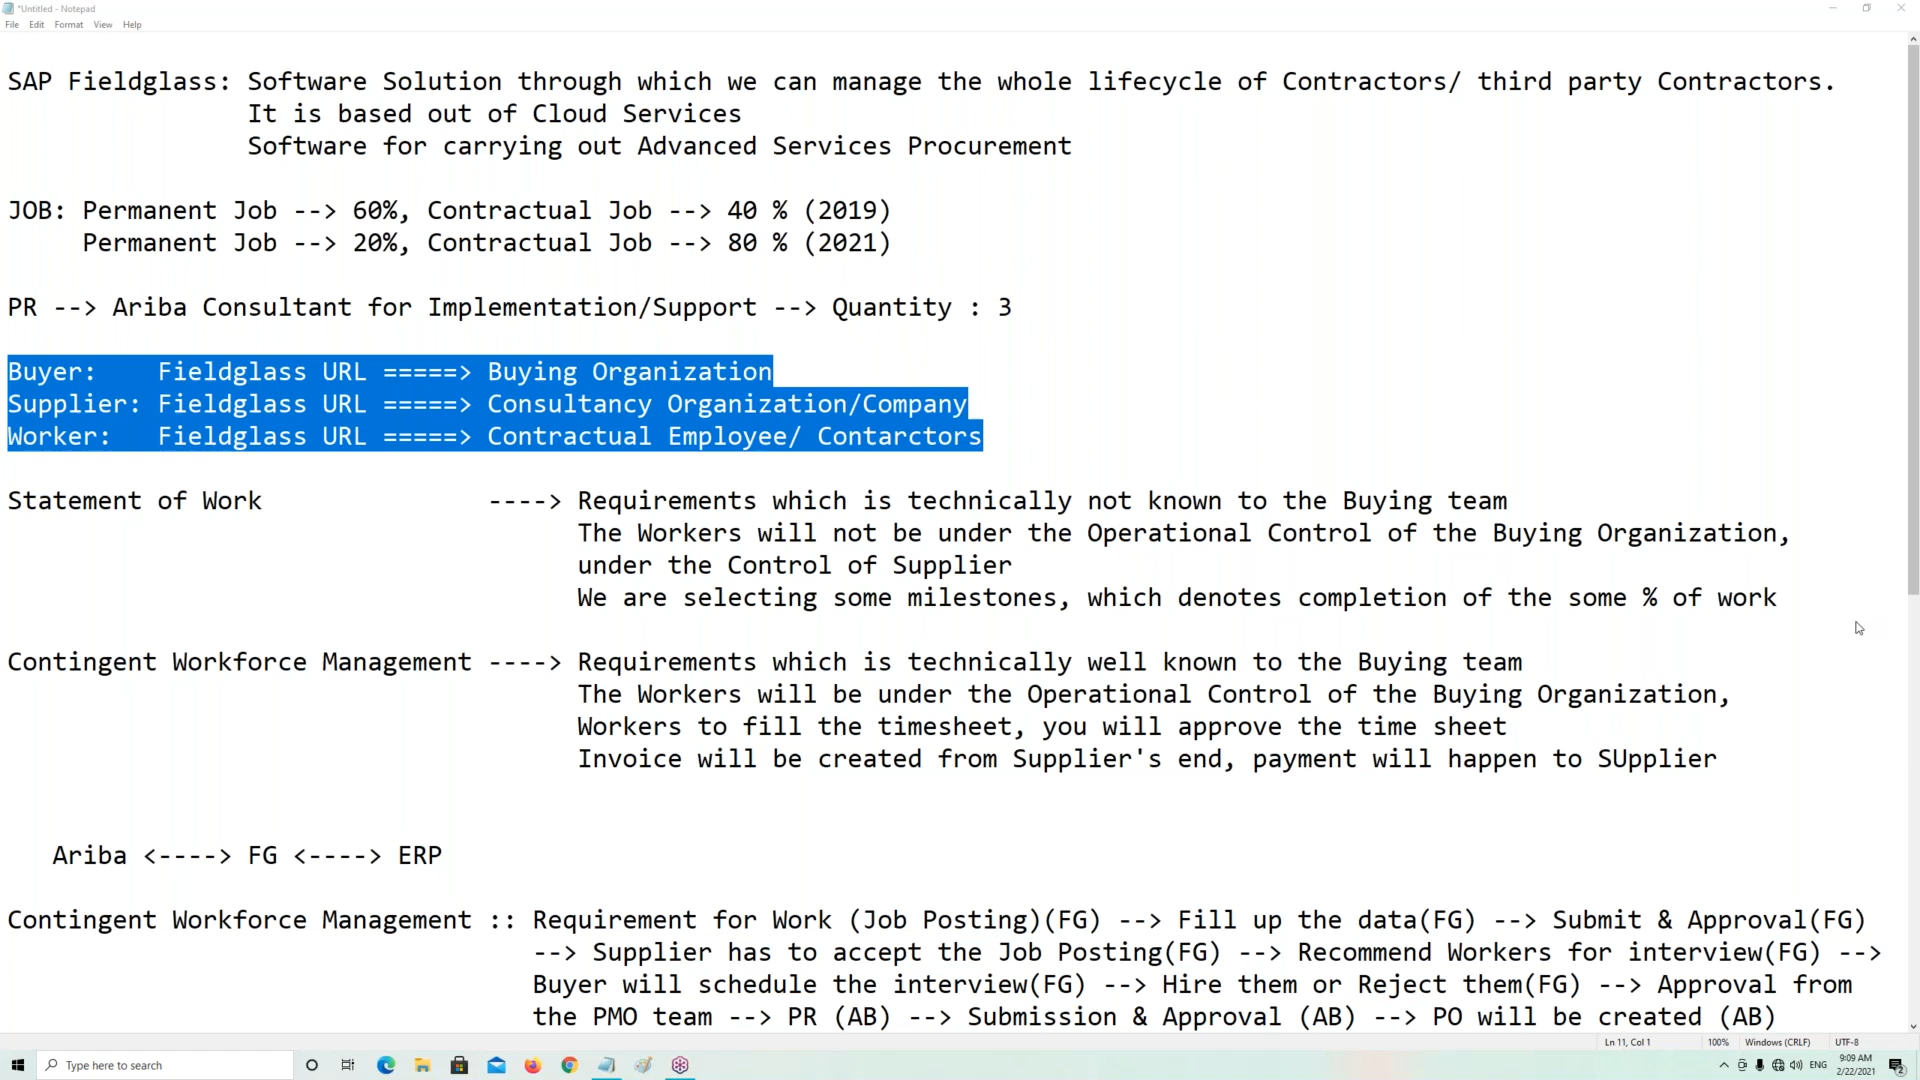 *Untitled - Notepad
File Edit Format View Help
SAP Fieldglass: Software Solution through which we can manage the whole lifecycle of Contractors/ third party Contractors.
It is based out of Cloud Services
Software for carrying out Advanced Services Procurement
JOB: Permanent Job --> 60%, Contractual Job --> 40 % (2019)
Permanent Job --> 20%, Contractual Job --> 80 % (2021)
PR --> Ariba Consultant for Implementation/Support --> Quantity : 3
Buyer: Fieldglass URL =====> Buying Organization
Supplier: Fieldglass URL =====> Consultancy Organization/Company
Worker: Fieldglass URL =====> Contractual Employee/ Contarctors
Statement of Work ----> Requirements which is technically not known to the Buying team
The Workers will not be under the Operational Control of the Buying Organization,
under the Control of Supplier
We are selecting some milestones, which denotes completion of the some % of work
Contingent Workforce Management ----> Requirements which is technically well known to the Buying team
The Workers will be under the Operational Control of the Buying Organization,
Workers to fill the timesheet, you will approve the time sheet
Invoice will be created from Supplier's end, payment will happen to SUpplier
Ariba <----> FG <----> ERP
Contingent Workforce Management :: Requirement for Work (Job Posting)(FG) --> Fill up the data(FG) --> Submit & Approval(FG)
--> Supplier has to accept the Job Posting(FG) --> Recommend Workers for interview(FG) -->
Buyer will schedule the interview(FG) --> Hire them or Reject them(FG) --> Approval from
the PMO team --> PR (AB) --> Submission & Approval (AB) --> PO will be created (AB)
Ln 11, Col 1 100% Windows (CRLF) UTF-8
Type here to search
ENG
9:09 AM
2/22/2021
2